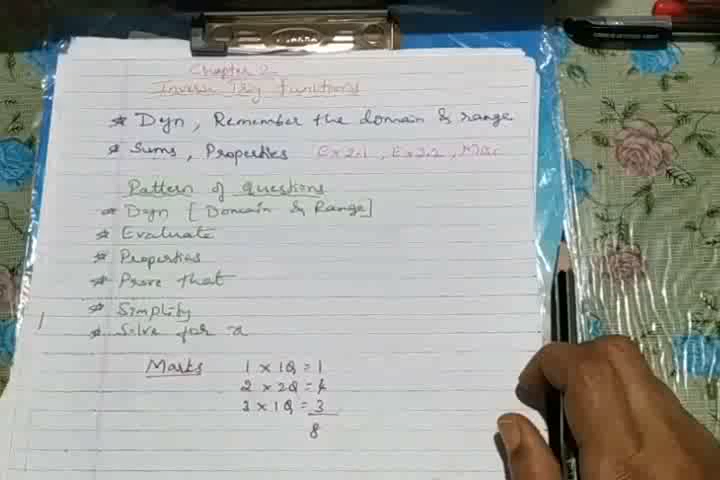 Chapter 2
Inverse Trig Functions
* Dyn, Remember the domain & range
* Sums, Properties Ex 2.1, Ex 2.2, Misc
Pattern of questions
* Dyn [Domain & Range]
* Evaluate
* Properties
* Prove that
* Simplify
* Solve for x
Marks 1 x 1Q = 1
2 x 2Q = 4
3 x 1Q = 3
8